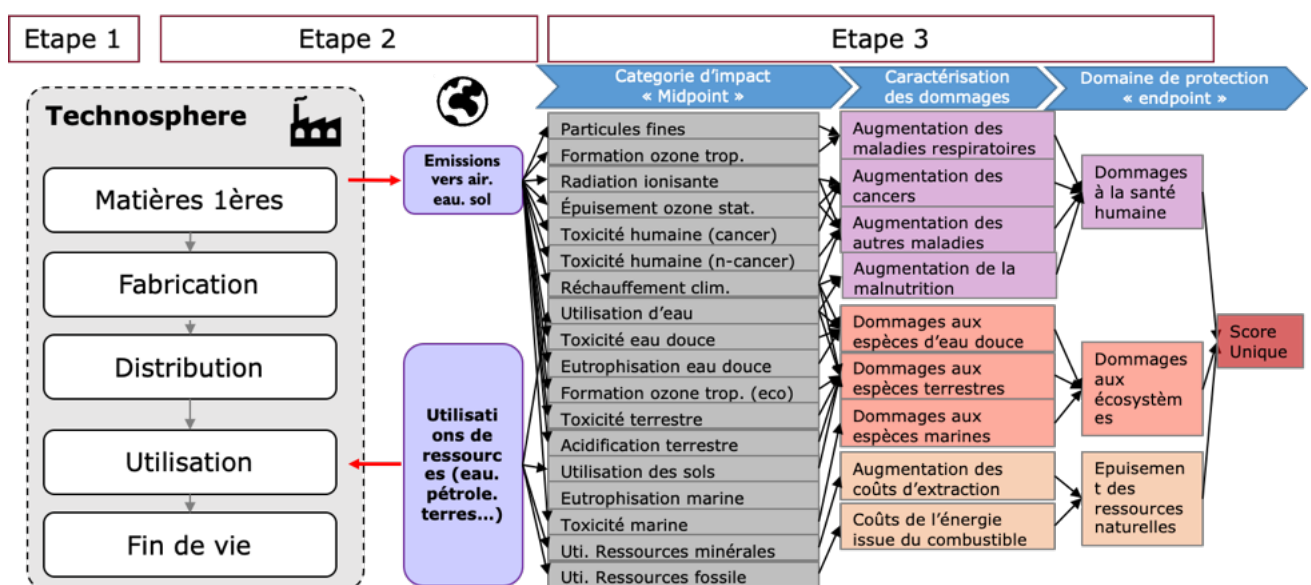 Etape 1
Etape 2
Etape 3
Technosphere
Matières 1ères
Fabrication
Distribution
Utilisation
Fin de vie
Emissions
vers air.
eau. sol
Utilisati
ons de
ressourc
es (eau.
pétrole.
terres...)
Categorie d'impact
« Midpoint »
Particules fines
Formation ozone trop.
Radiation ionisante
Épuisement ozone stat.
Toxicité humaine (cancer)
Toxicité humaine (n-cancer)
Réchauffement clim.
Utilisation d'eau
Toxicité eau douce
Eutrophisation eau douce
Formation ozone trop. (eco)
Toxicité terrestre
Acidification terrestre
Utilisation des sols
Eutrophisation marine
Toxicité marine
Uti. Ressources minérales
Uti. Ressources fossile
Caractérisation
des dommages
Augmentation des
maladies respiratoires
Augmentation des
cancers
Augmentation des
autres maladies
Augmentation de la
malnutrition
Dommages aux
espèces d'eau douce
Dommages aux
espèces terrestres
Dommages aux
espèces marines
Augmentation des
coûts d'extraction
Coûts de l'énergie
issue du combustible
Domaine de protection
« endpoint »
Dommages
à la santé
humaine
Dommages
aux
écosystèm
es
Epuisemen
t des
ressources
naturelles
Score
Unique